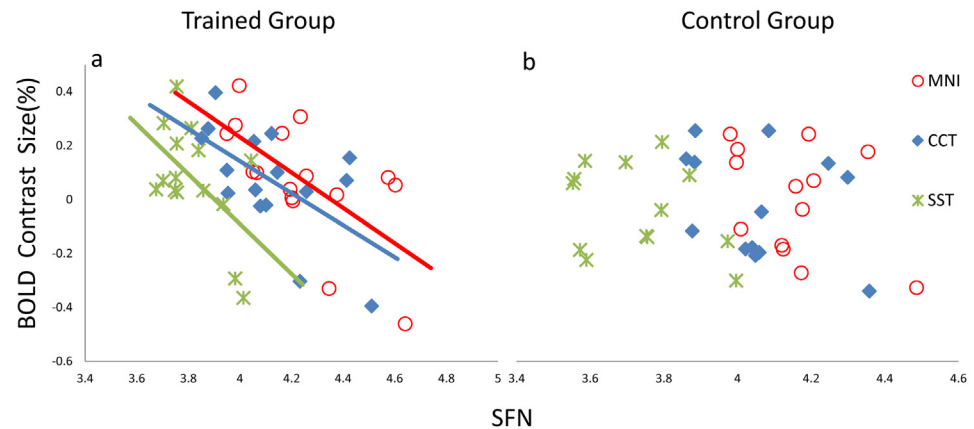 Trained Group
Control Group
a
b
BOLD Contrast Size(%)
0.4
0.2
0
-0.2
-0.4
-0.6
3.4
3.6
3.8
4
4.2
4.4
4.6
4.8
5
3.4
3.6
3.8
4
4.2
4.4
4.6
MNI
CCT
SST
SFN